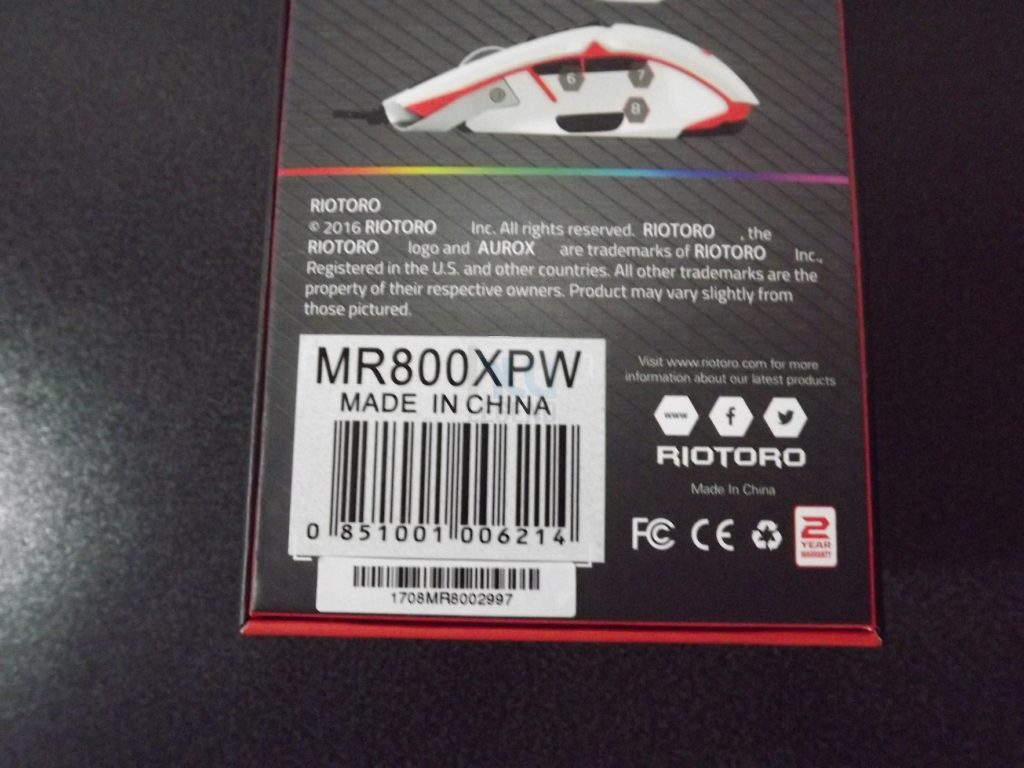 6
7
8
RIOTORO
© 2016 RIOTORO Inc. All rights reserved. RIOTORO , the
RIOTORO logo and AUROX are trademarks of RIOTORO Inc.,
Registered in the U.S. and other countries. All other trademarks are the
property of their respective owners. Product may vary slightly from
those pictured.
MR800XPW
MADE IN CHINA
0 851001 006214
1708MR8002997
Visit www.riotoro.com for more
information about our latest products
www f
RIOTORO
Made In China
FC CE
2
YEAR
WARRANTY